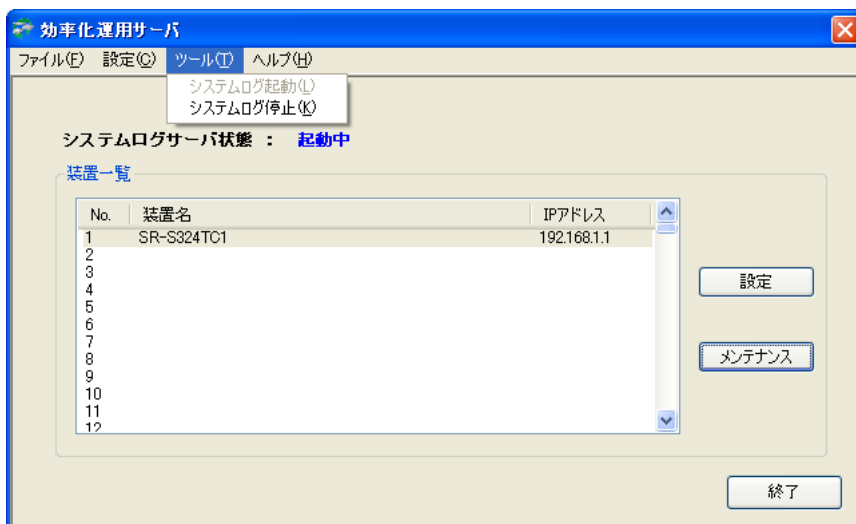 効率化運用サーバ
ファイル(F) 設定(C) ツール(T) ヘルプ(H)
システムログ起動(L)
システムログ停止(K)
システムログサーバ状態 : 起動中
装置一覧
No. 装置名 IPアドレス
1 SR-S324TC1 192.168.1.1
2
3
4
5
6
7
8
9
10
11
12
設定
メンテナンス
終了